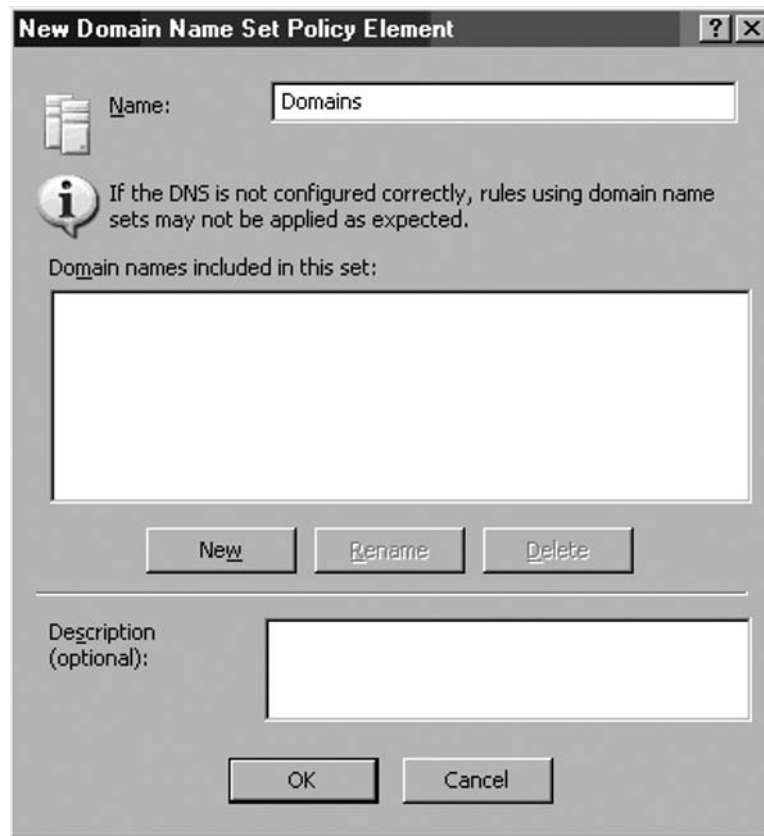 New Domain Name Set Policy Element
Name:
Domains
If the DNS is not configured correctly, rules using domain name
sets may not be applied as expected.
Domain names included in this set:
New
Rename
Delete
Description
(optional):
OK
Cancel